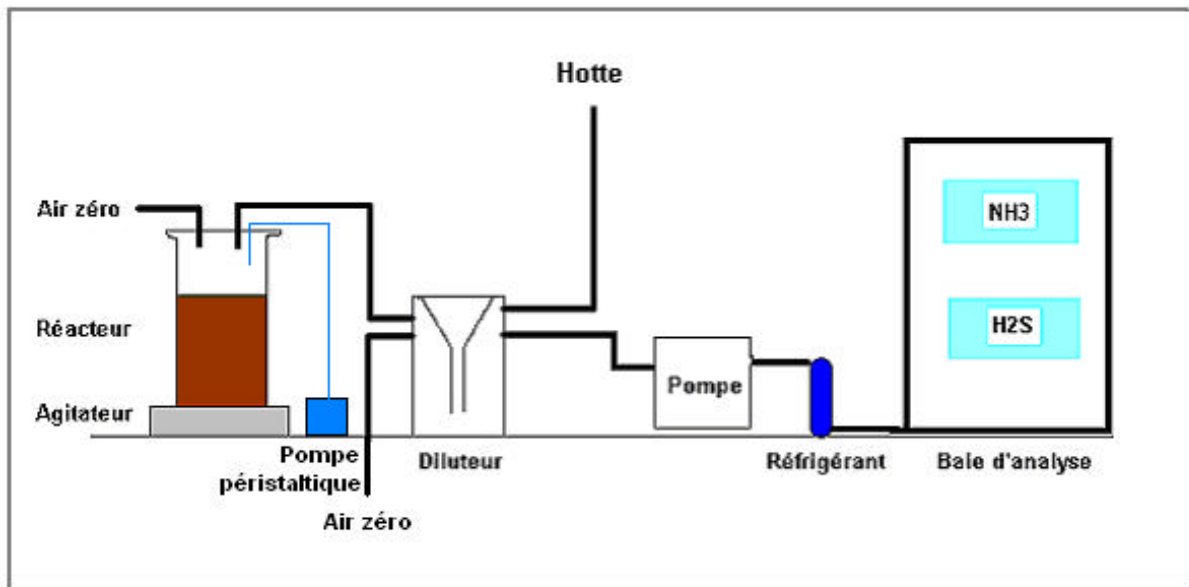 Hotte
Air zéro
NH3
H2S
Réacteur
Pompe
Agitateur
Pompe
péristaltique
Diluteur
Réfrigérant
Baie d'analyse
Air zéro